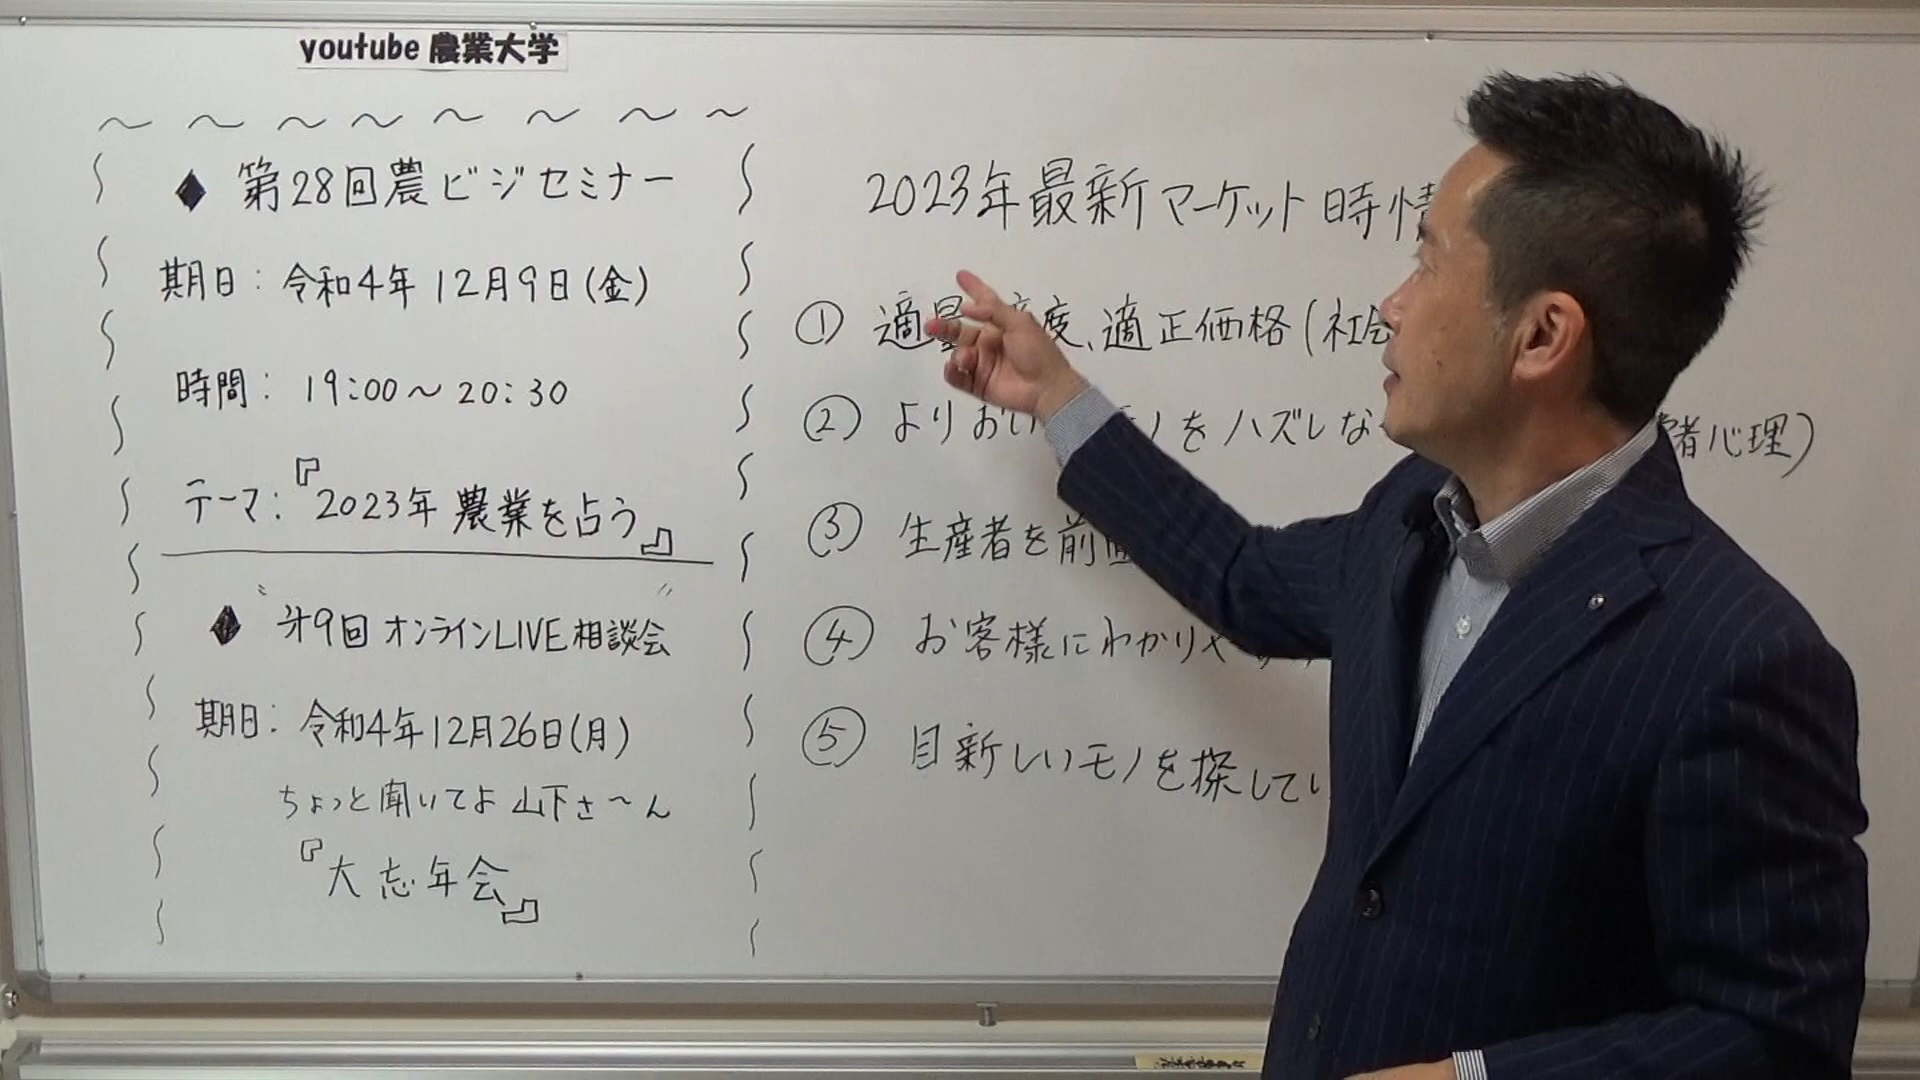 youtube 農業大学
◆ 第28回農ビジセミナー
期日: 令和4年 12月9日(金)
時間: 19:00～20:30
テーマ:『2023年 農業を占う』
◆ 第9回 オンラインLIVE相談会
期日: 令和4年12月26日(月)
ちょっと聞いてよ 山下さ～ん
『大忘年会』
2023年最新マーケット時情
① 適量 度、適正価格(社会
② よりおい モノをハズレな 者心理)
③ 生産者を前面
④ お客様にわかりやす
⑤ 目新しいモノを探してい